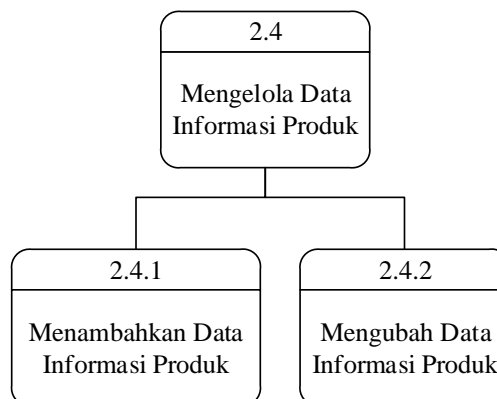 2.4
Mengelola Data
Informasi Produk
2.4.1
Menambahkan Data
Informasi Produk
2.4.2
Mengubah Data
Informasi Produk